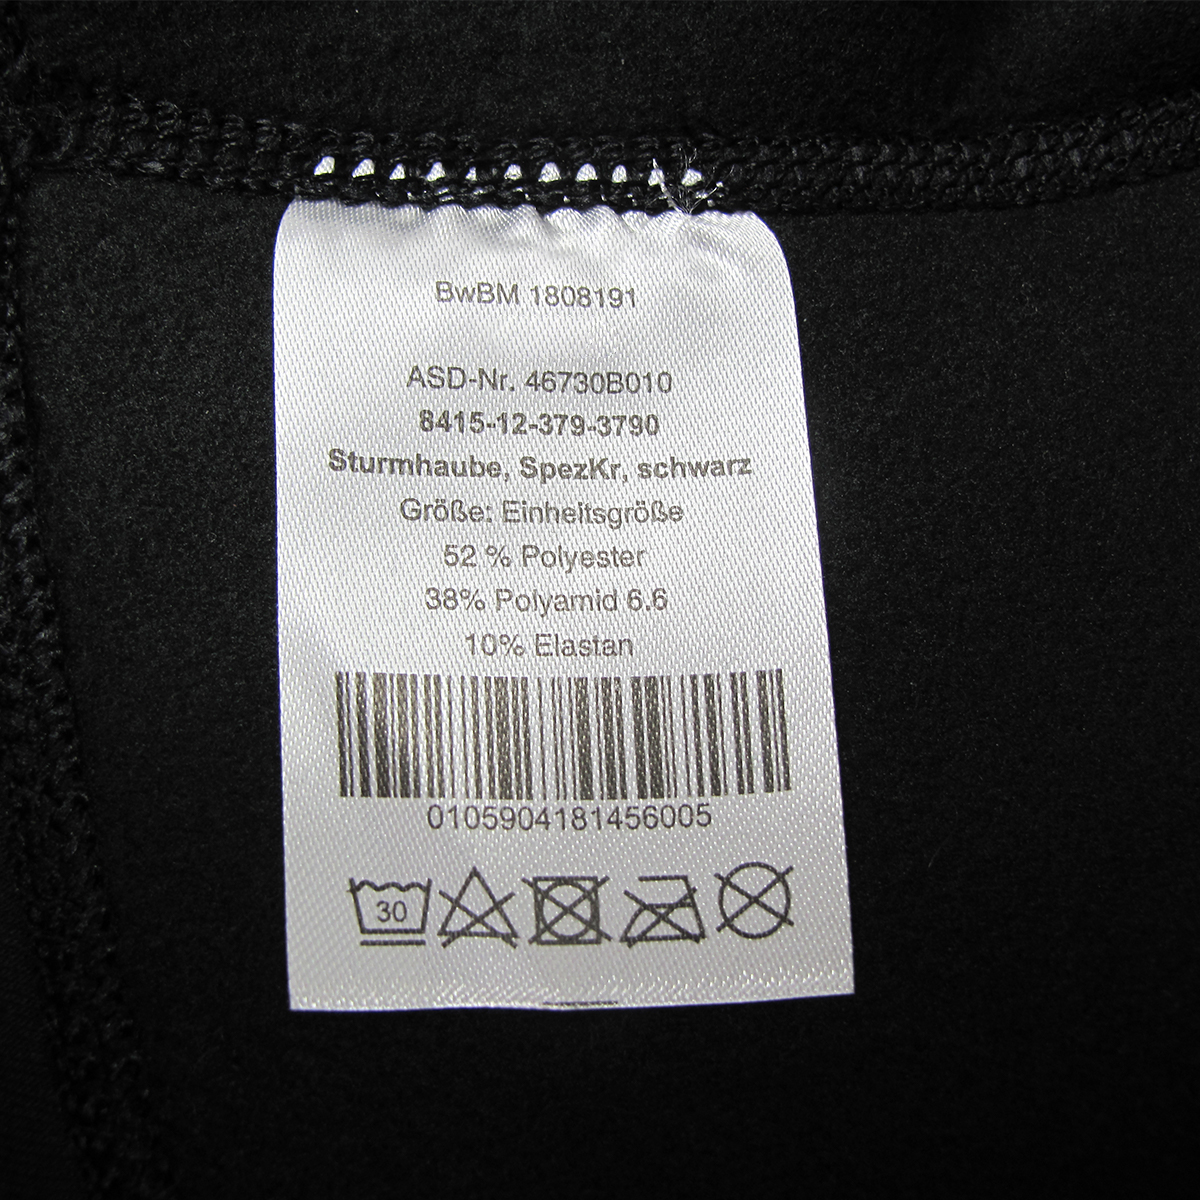 BwBM 1808191
ASD-Nr. 46730B010
8415-12-379-3790
Sturmhaube, SpezKr, schwarz
Größe: Einheitsgröße
52 % Polyester
38% Polyamid 6.6
10% Elastan
0105904181456005
30